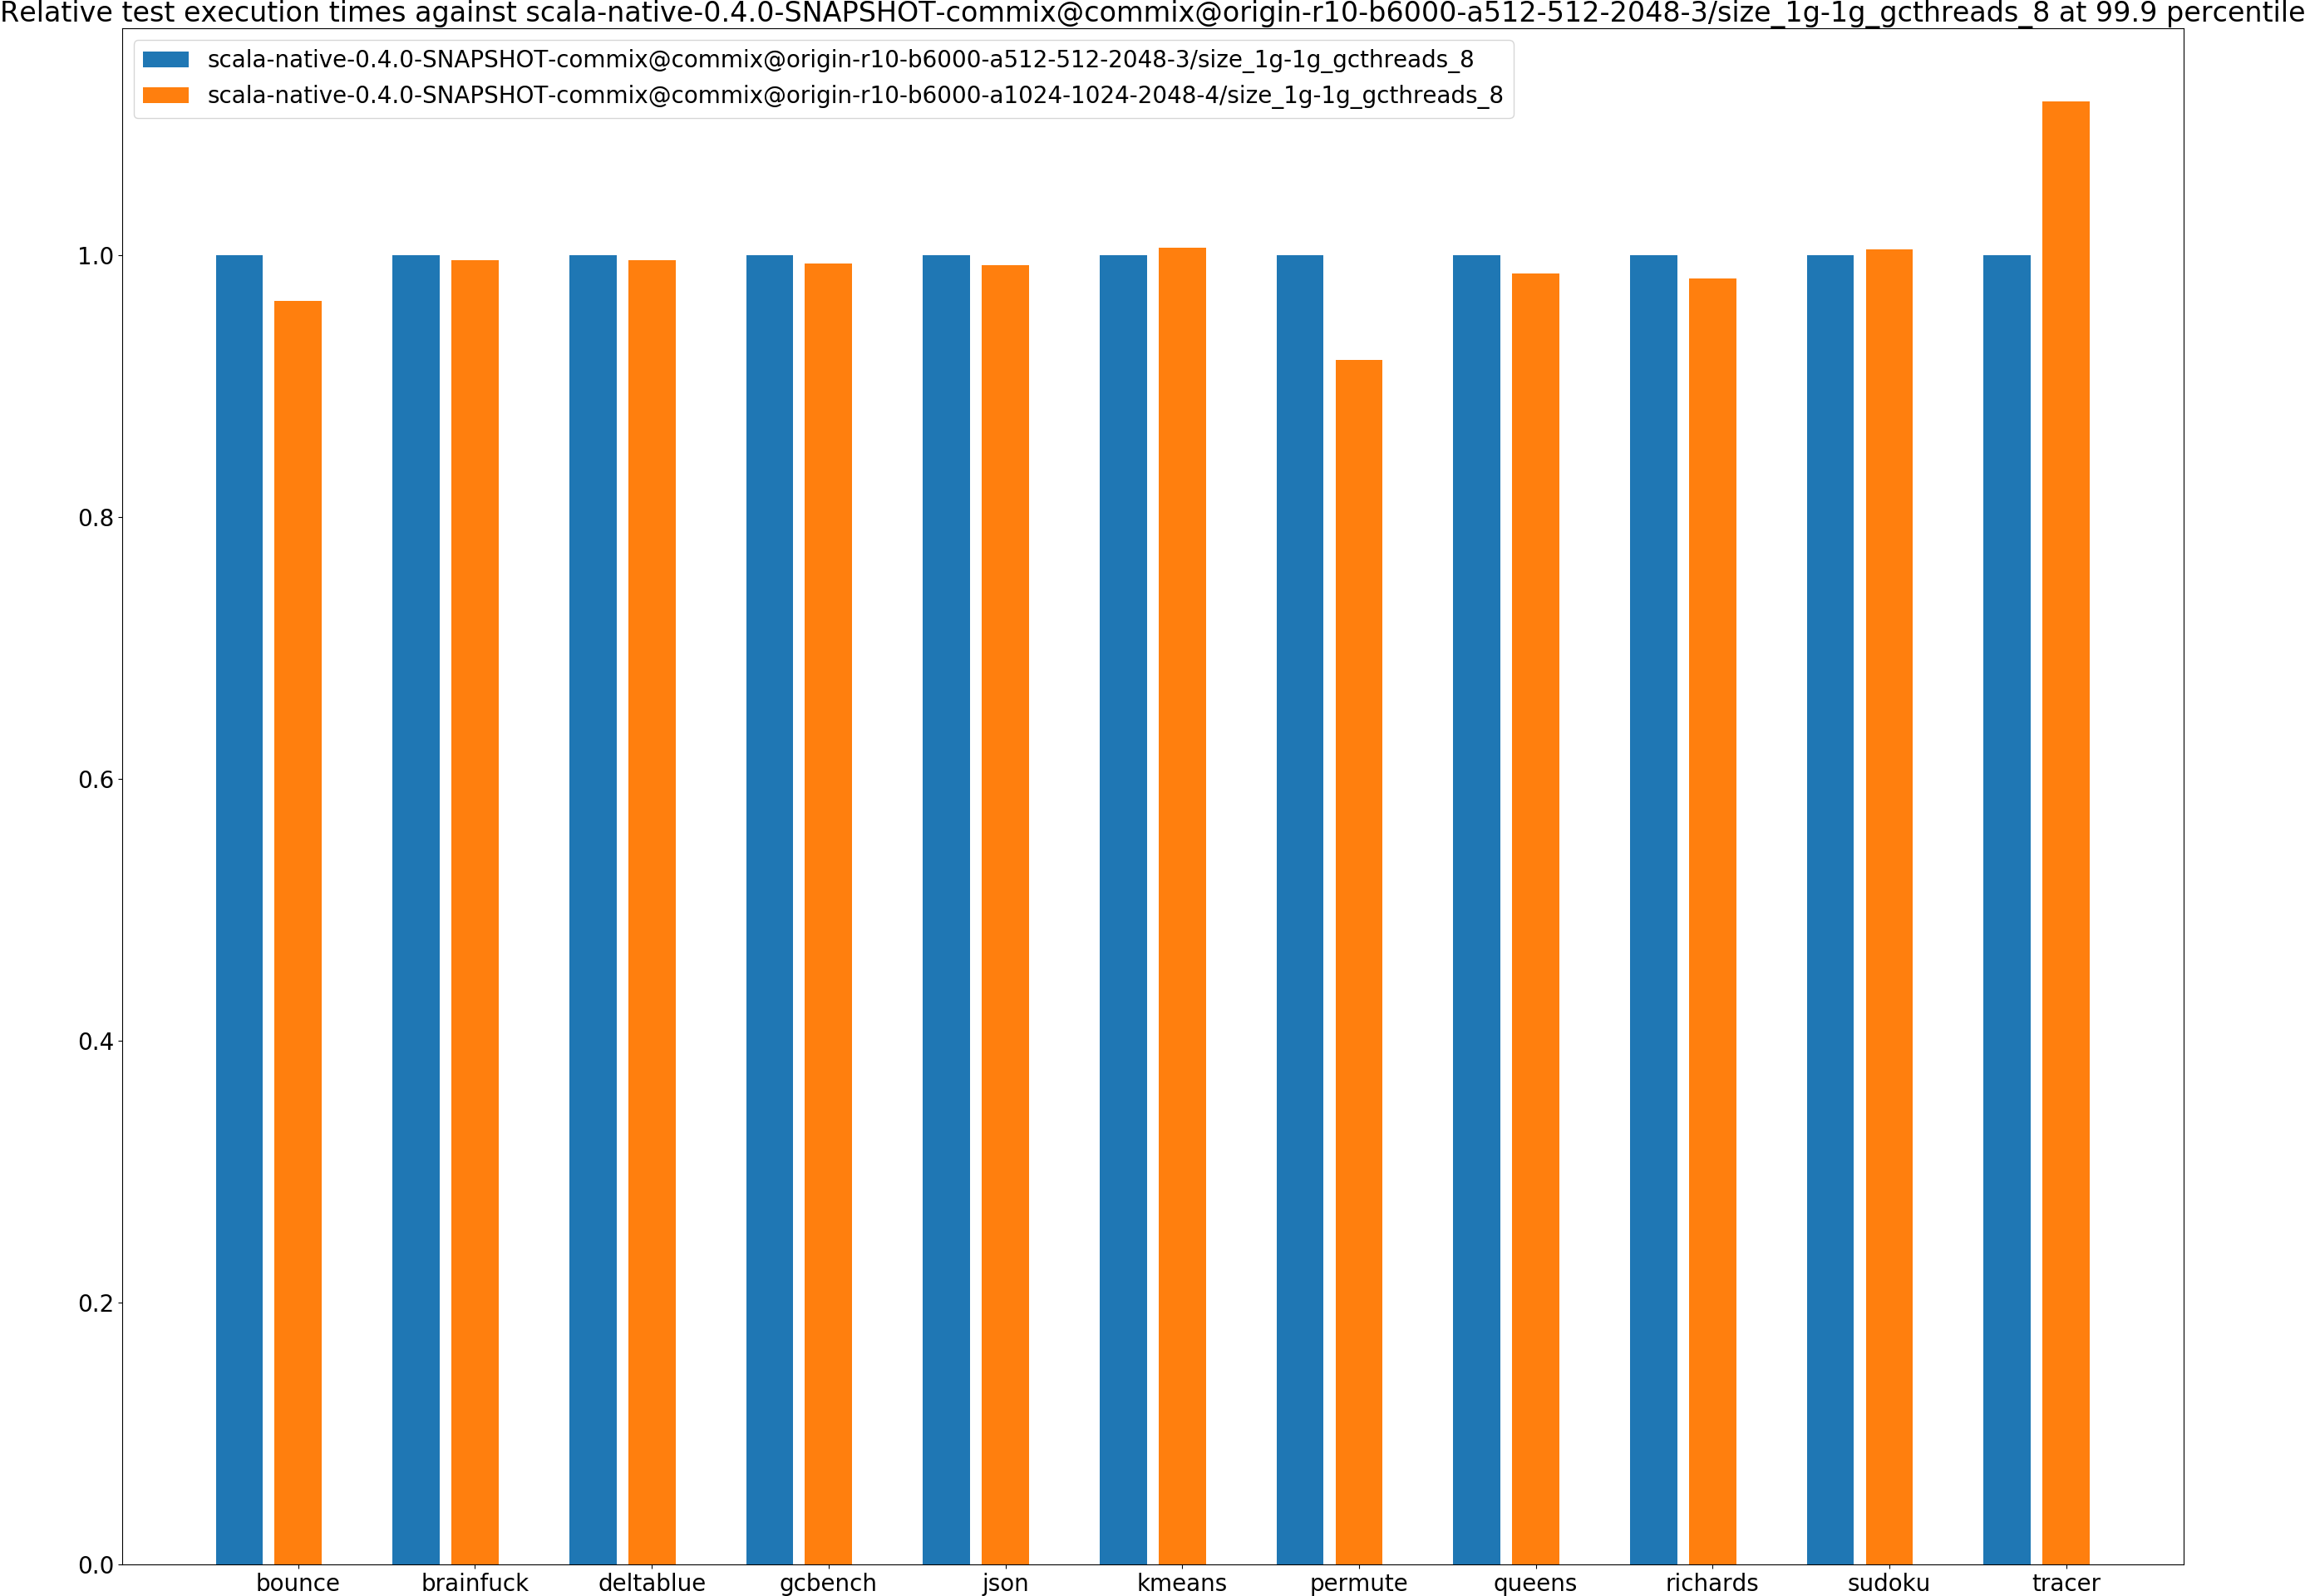 Relative test execution times against scala-native-0.4.0-SNAPSHOT-commix@commix@origin-r10-b6000-a512-512-2048-3/size_1g-1g_gcthreads_8 at 99.9 percentile
scala-native-0.4.0-SNAPSHOT-commix@commix@origin-r10-b6000-a512-512-2048-3/size_1g-1g_gcthreads_8
scala-native-0.4.0-SNAPSHOT-commix@commix@origin-r10-b6000-a1024-1024-2048-4/size_1g-1g_gcthreads_8
1.0
0.8
0.6
0.4
0.2
0.0
bounce brainfuck deltablue gcbench json kmeans permute queens richards sudoku tracer